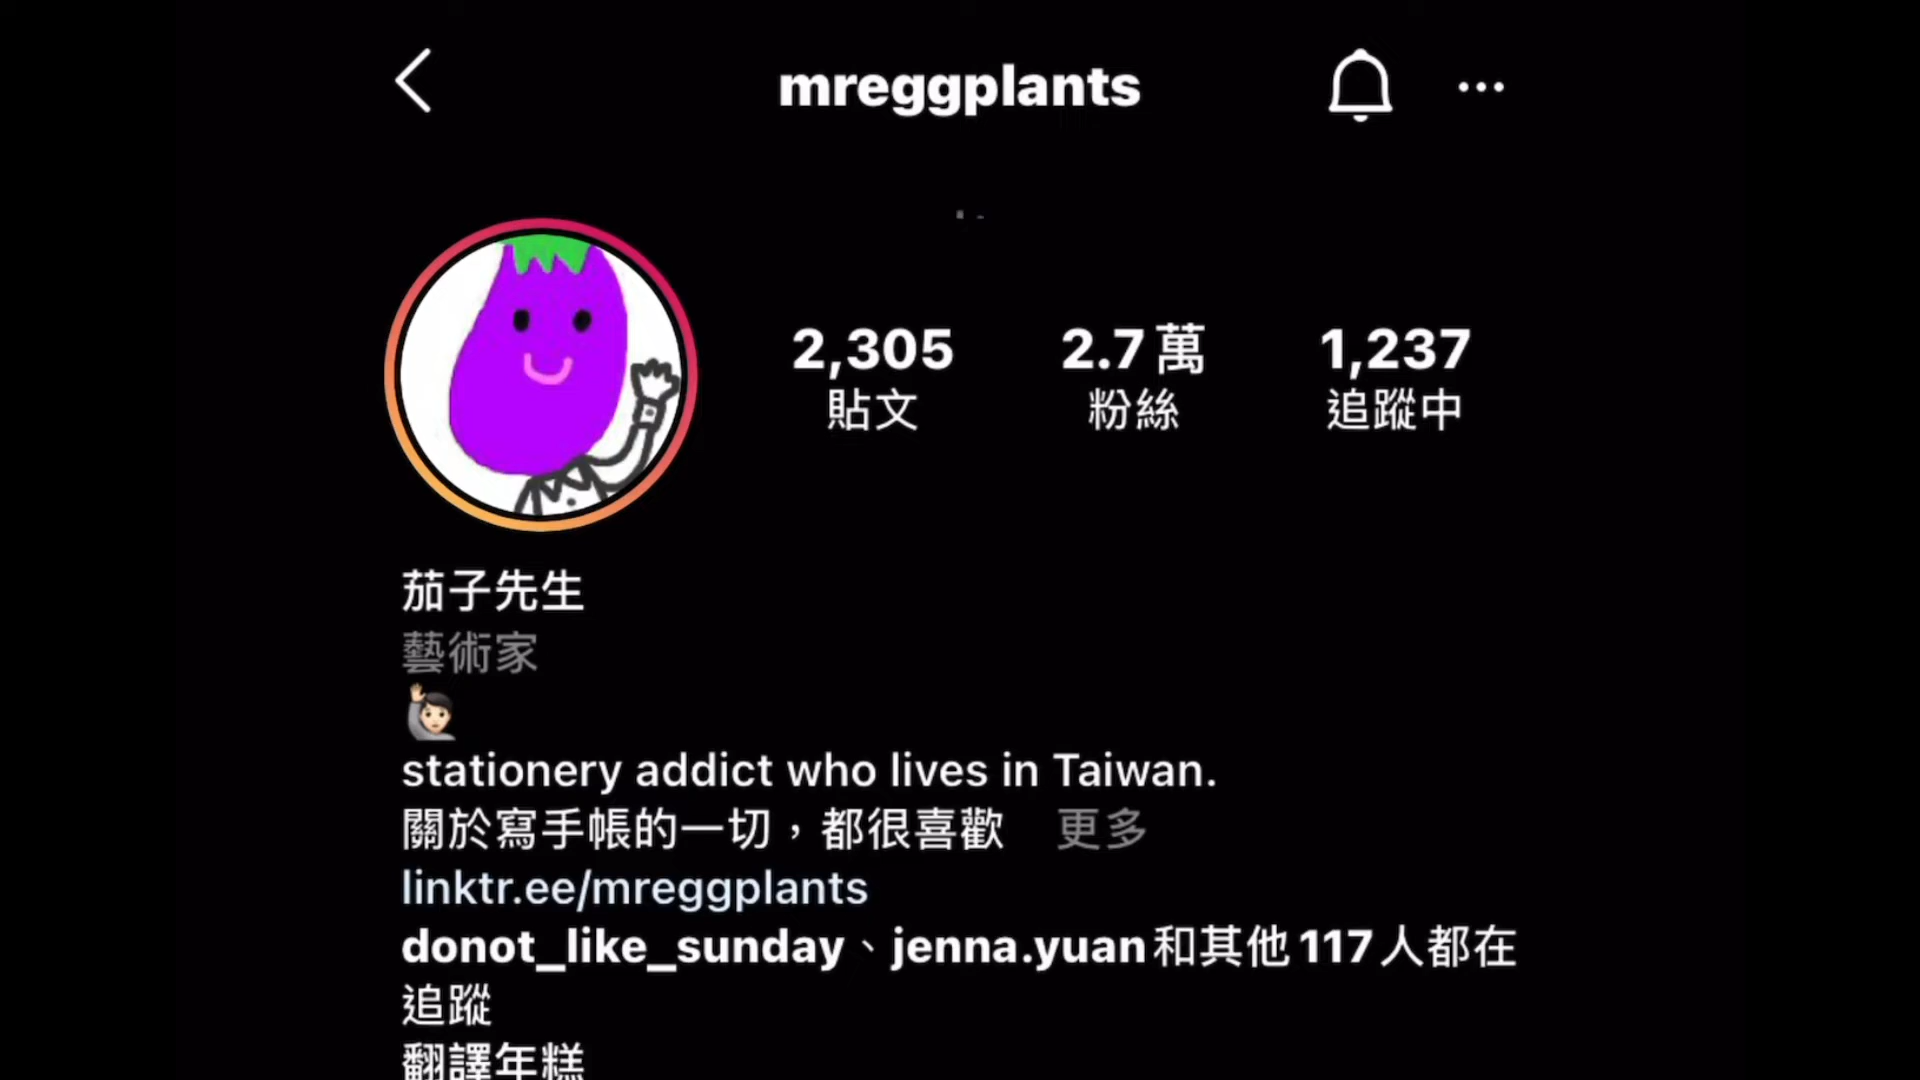 mreggplants
2,305 2.7萬 1,237
貼文 粉絲 追蹤中
茄子先生
藝術家
stationery addict who lives in Taiwan.
關於寫手帳的一切，都很喜歡 更多
linktr.ee/mreggplants
donot_like_sunday、jenna.yuan和其他117人都在
追蹤
翻譯年糕